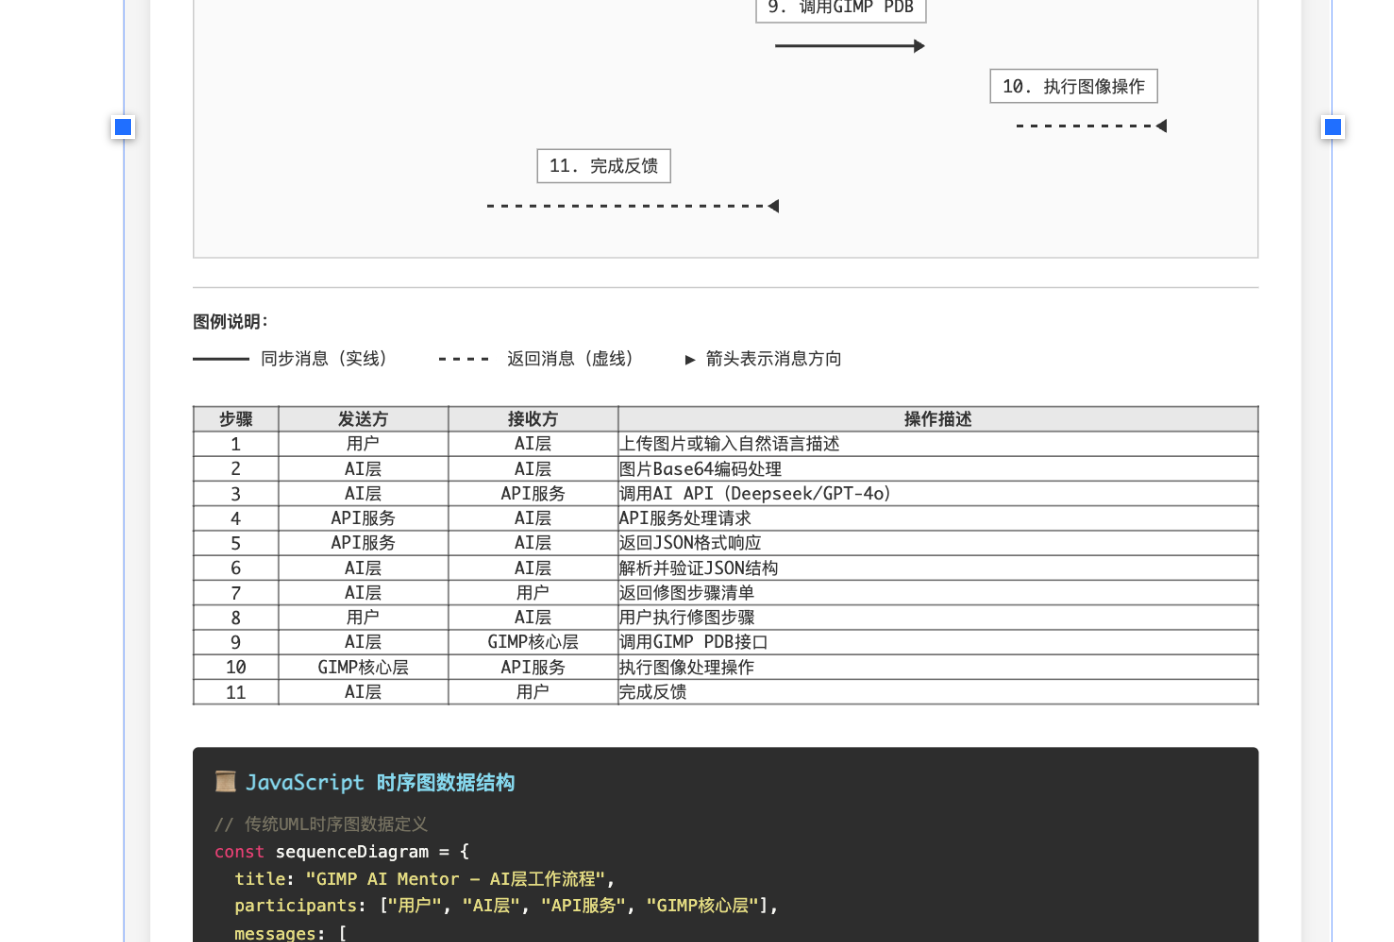 9. 调用GIMP PDB
10. 执行图像操作
11. 完成反馈
图例说明：
同步消息（实线） 返回消息（虚线） ▶ 箭头表示消息方向
步骤 发送方 接收方 操作描述
1 用户 AI层 上传图片或输入自然语言描述
2 AI层 AI层 图片Base64编码处理
3 AI层 API服务 调用AI API（Deepseek/GPT-4o）
4 API服务 AI层 API服务处理请求
5 API服务 AI层 返回JSON格式响应
6 AI层 AI层 解析并验证JSON结构
7 AI层 用户 返回修图步骤清单
8 用户 AI层 用户执行修图步骤
9 AI层 GIMP核心层 调用GIMP PDB接口
10 GIMP核心层 API服务 执行图像处理操作
11 AI层 用户 完成反馈
📜 JavaScript 时序图数据结构
// 传统UML时序图数据定义
const sequenceDiagram = {
title: "GIMP AI Mentor - AI层工作流程",
participants: ["用户", "AI层", "API服务", "GIMP核心层"],
messages: [